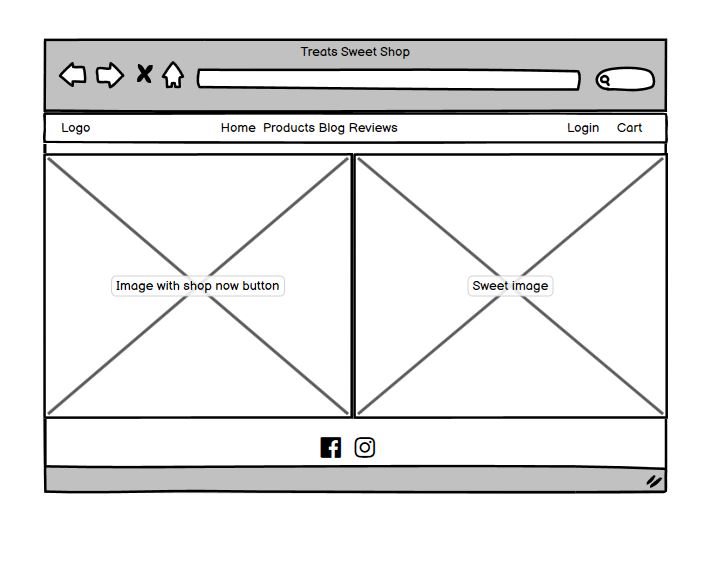 Treats Sweet Shop
Logo Home Products Blog Reviews Login Cart
Image with shop now button Sweet image